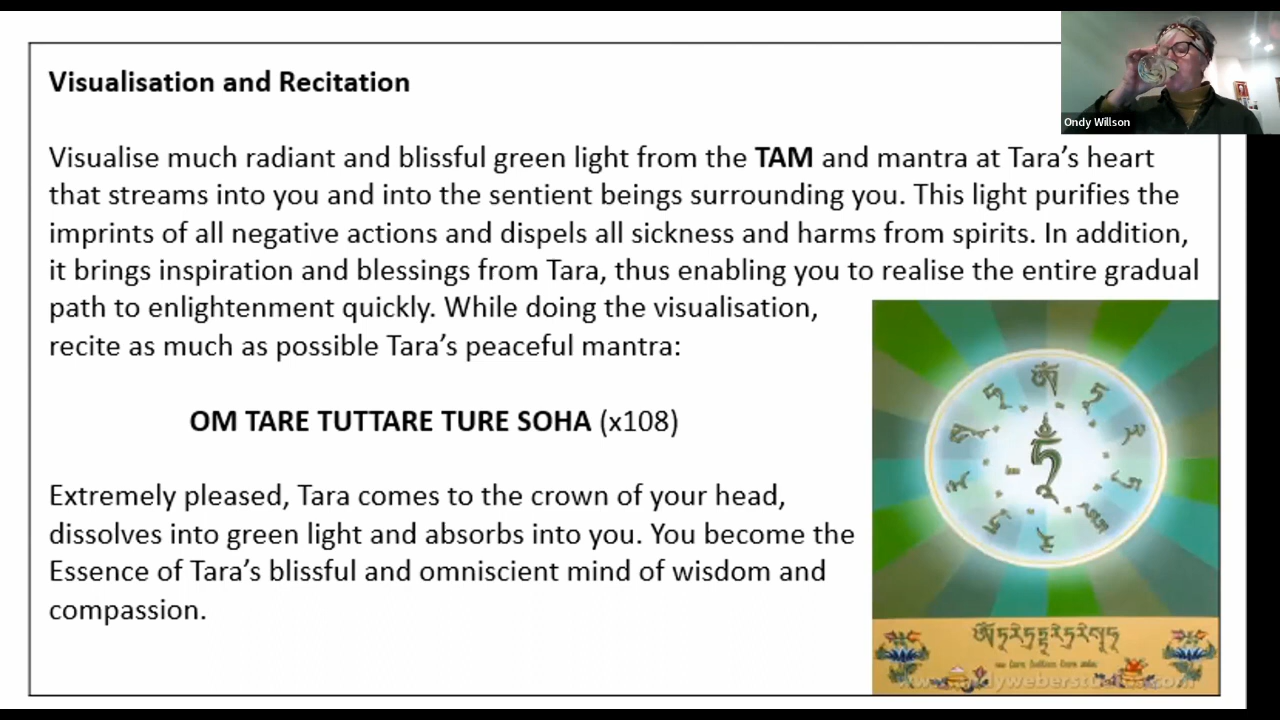 Visualisation and Recitation
Ondy Willson
Visualise much radiant and blissful green light from the TAM and mantra at Tara’s heart
that streams into you and into the sentient beings surrounding you. This light purifies the
imprints of all negative actions and dispels all sickness and harms from spirits. In addition,
it brings inspiration and blessings from Tara, thus enabling you to realise the entire gradual
path to enlightenment quickly. While doing the visualisation,
recite as much as possible Tara’s peaceful mantra:
OM TARE TUTTARE TURE SOHA (x108)
Extremely pleased, Tara comes to the crown of your head,
dissolves into green light and absorbs into you. You become the
Essence of Tara’s blissful and omniscient mind of wisdom and
compassion.
ཨོཾ་ཏཱ་རེ་ཏུཏྟཱ་རེ་ཏུ་རེ་སྭཱ་ཧཱ